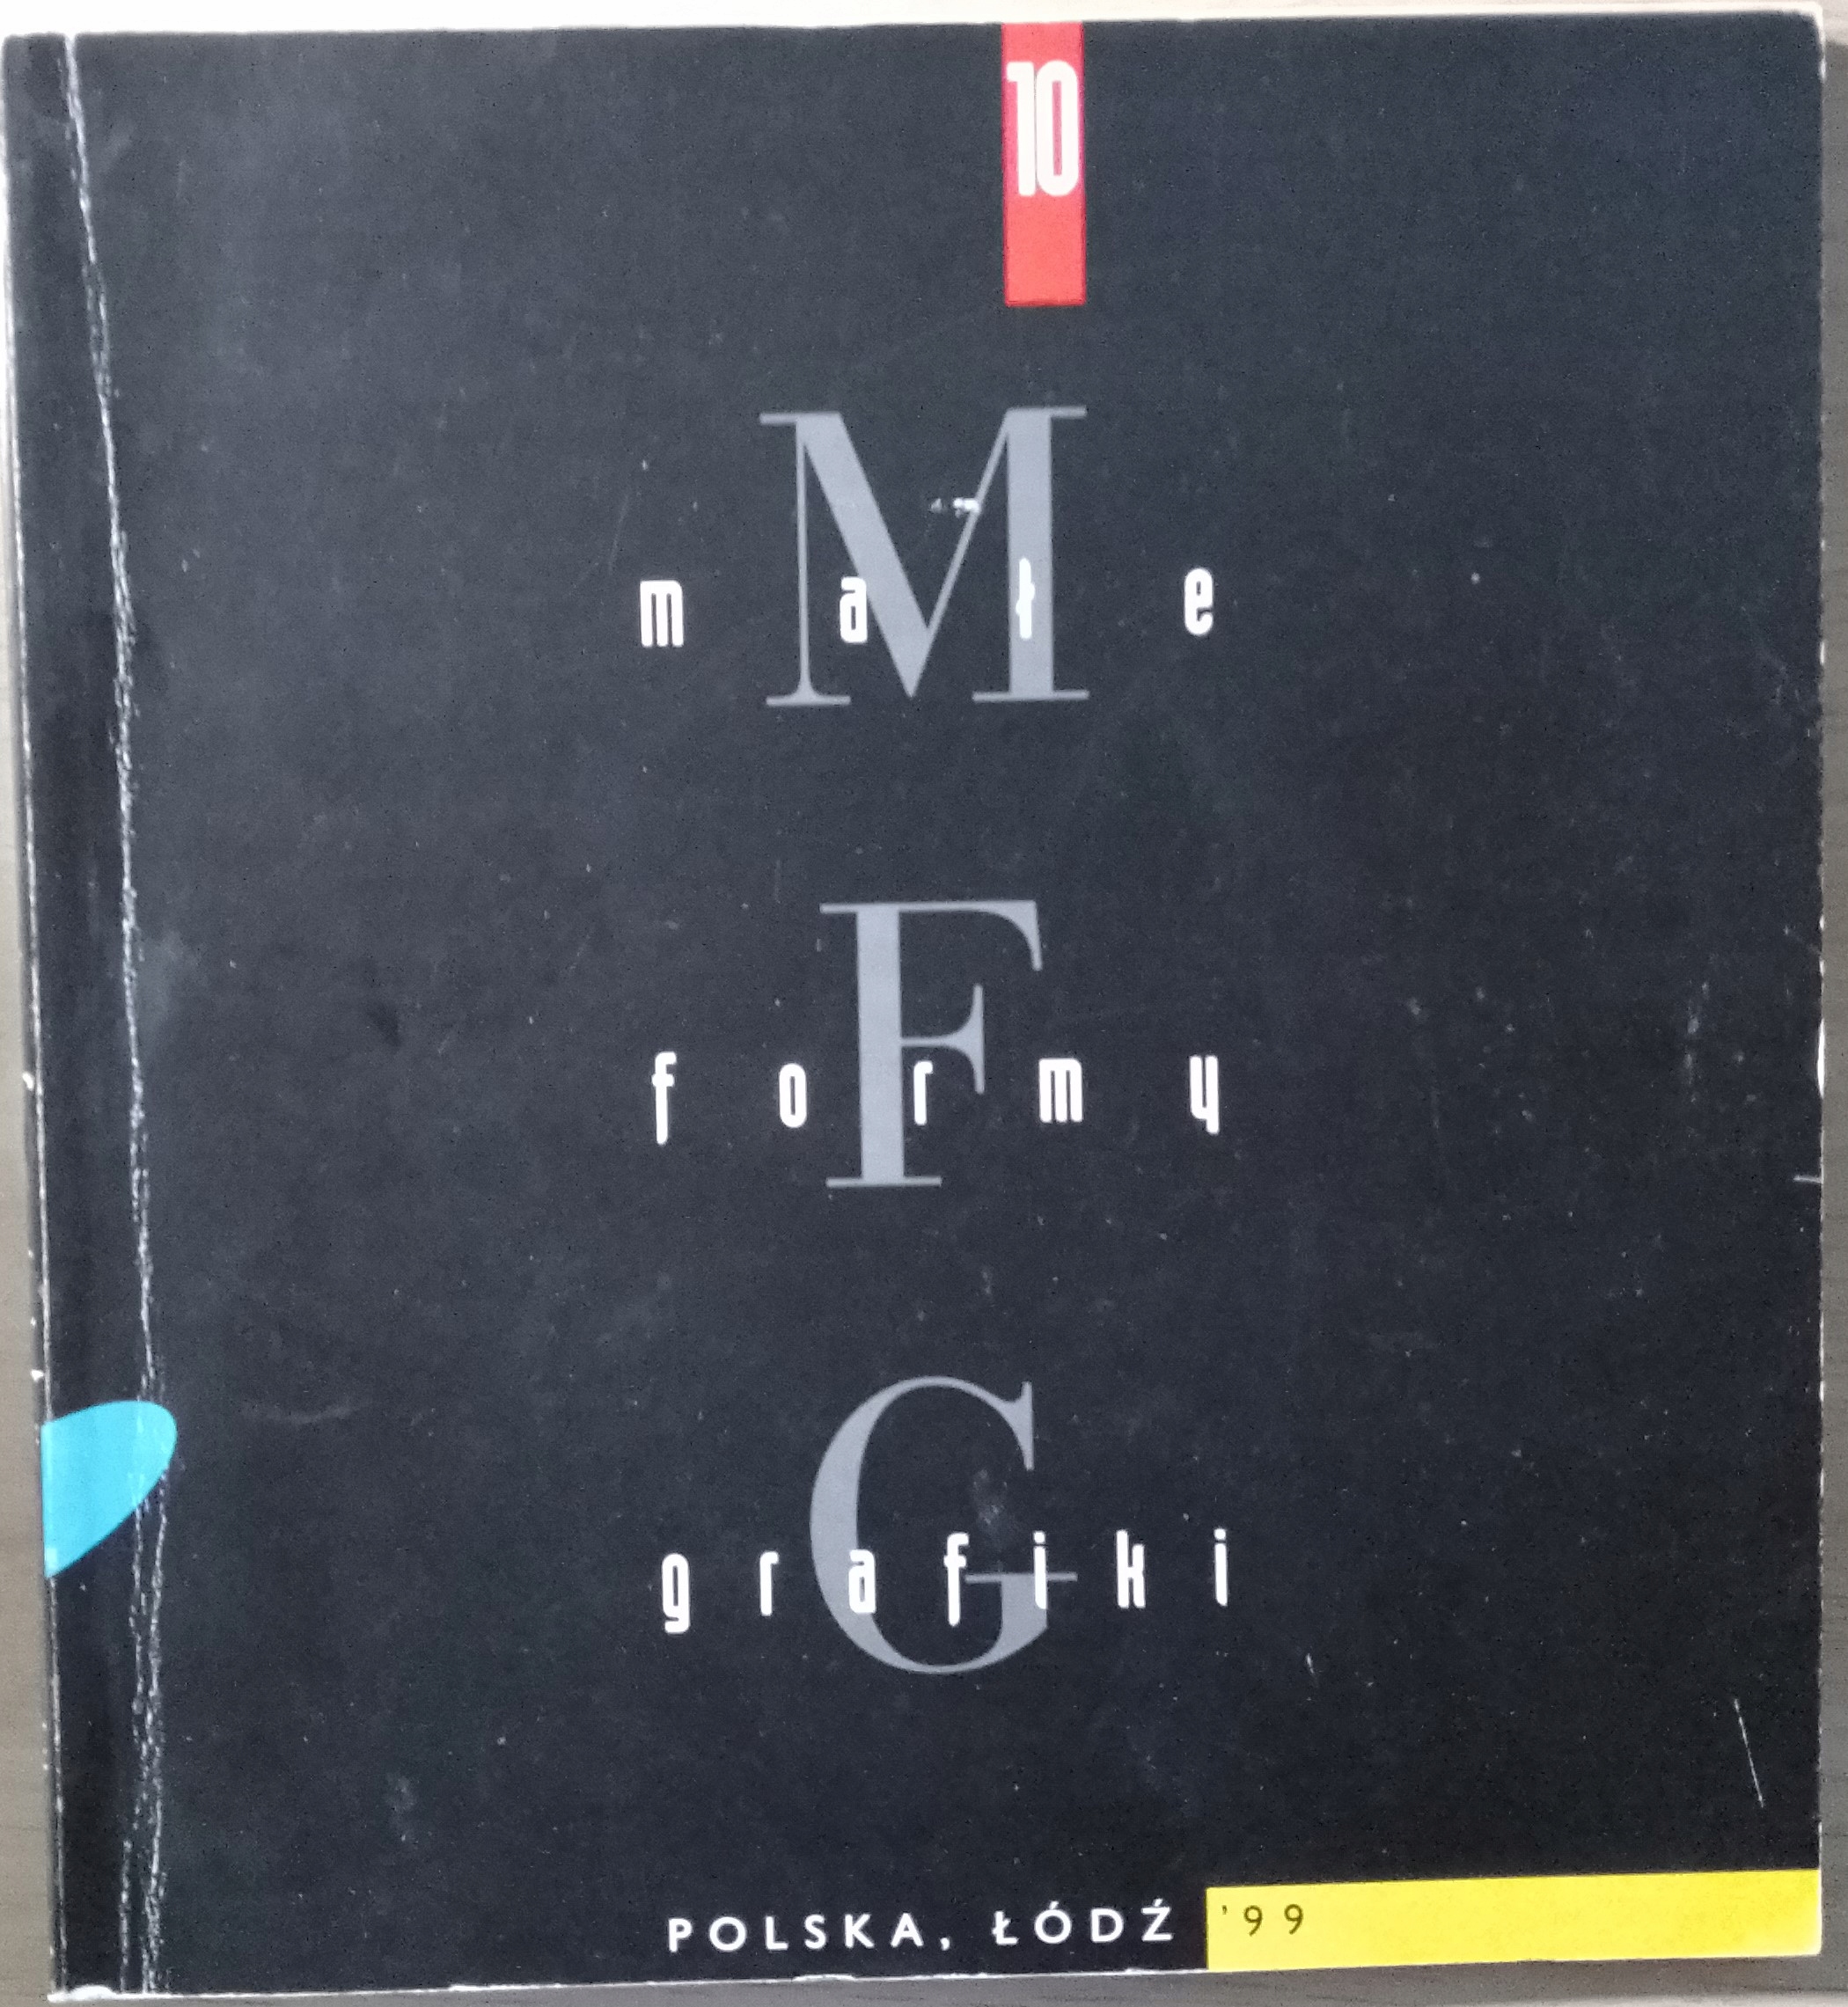 10
M
małe
F
formy
G
grafiki
POLSKA, ŁÓDŹ '99